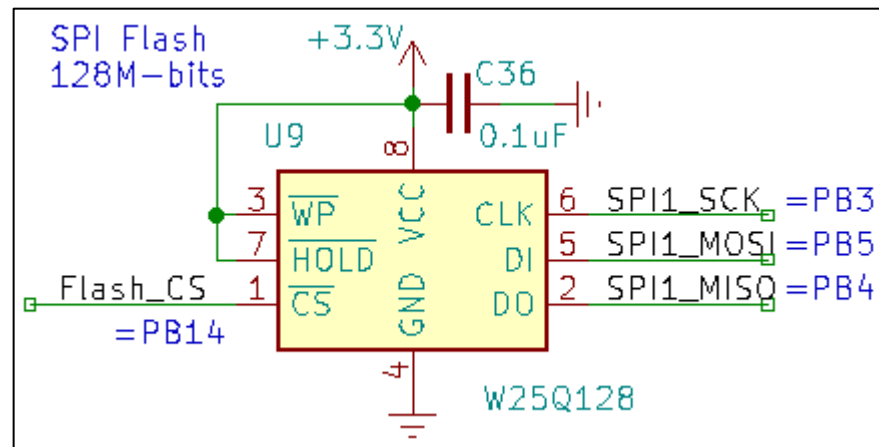 SPI Flash
128M-bits
+3.3V
C36
0.1uF
U9
8
3 WP VCC CLK 6 SPI1_SCK =PB3
7 HOLD DI 5 SPI1_MOSI =PB5
Flash_CS 1 CS GND DO 2 SPI1_MISO =PB4
=PB14
4
W25Q128